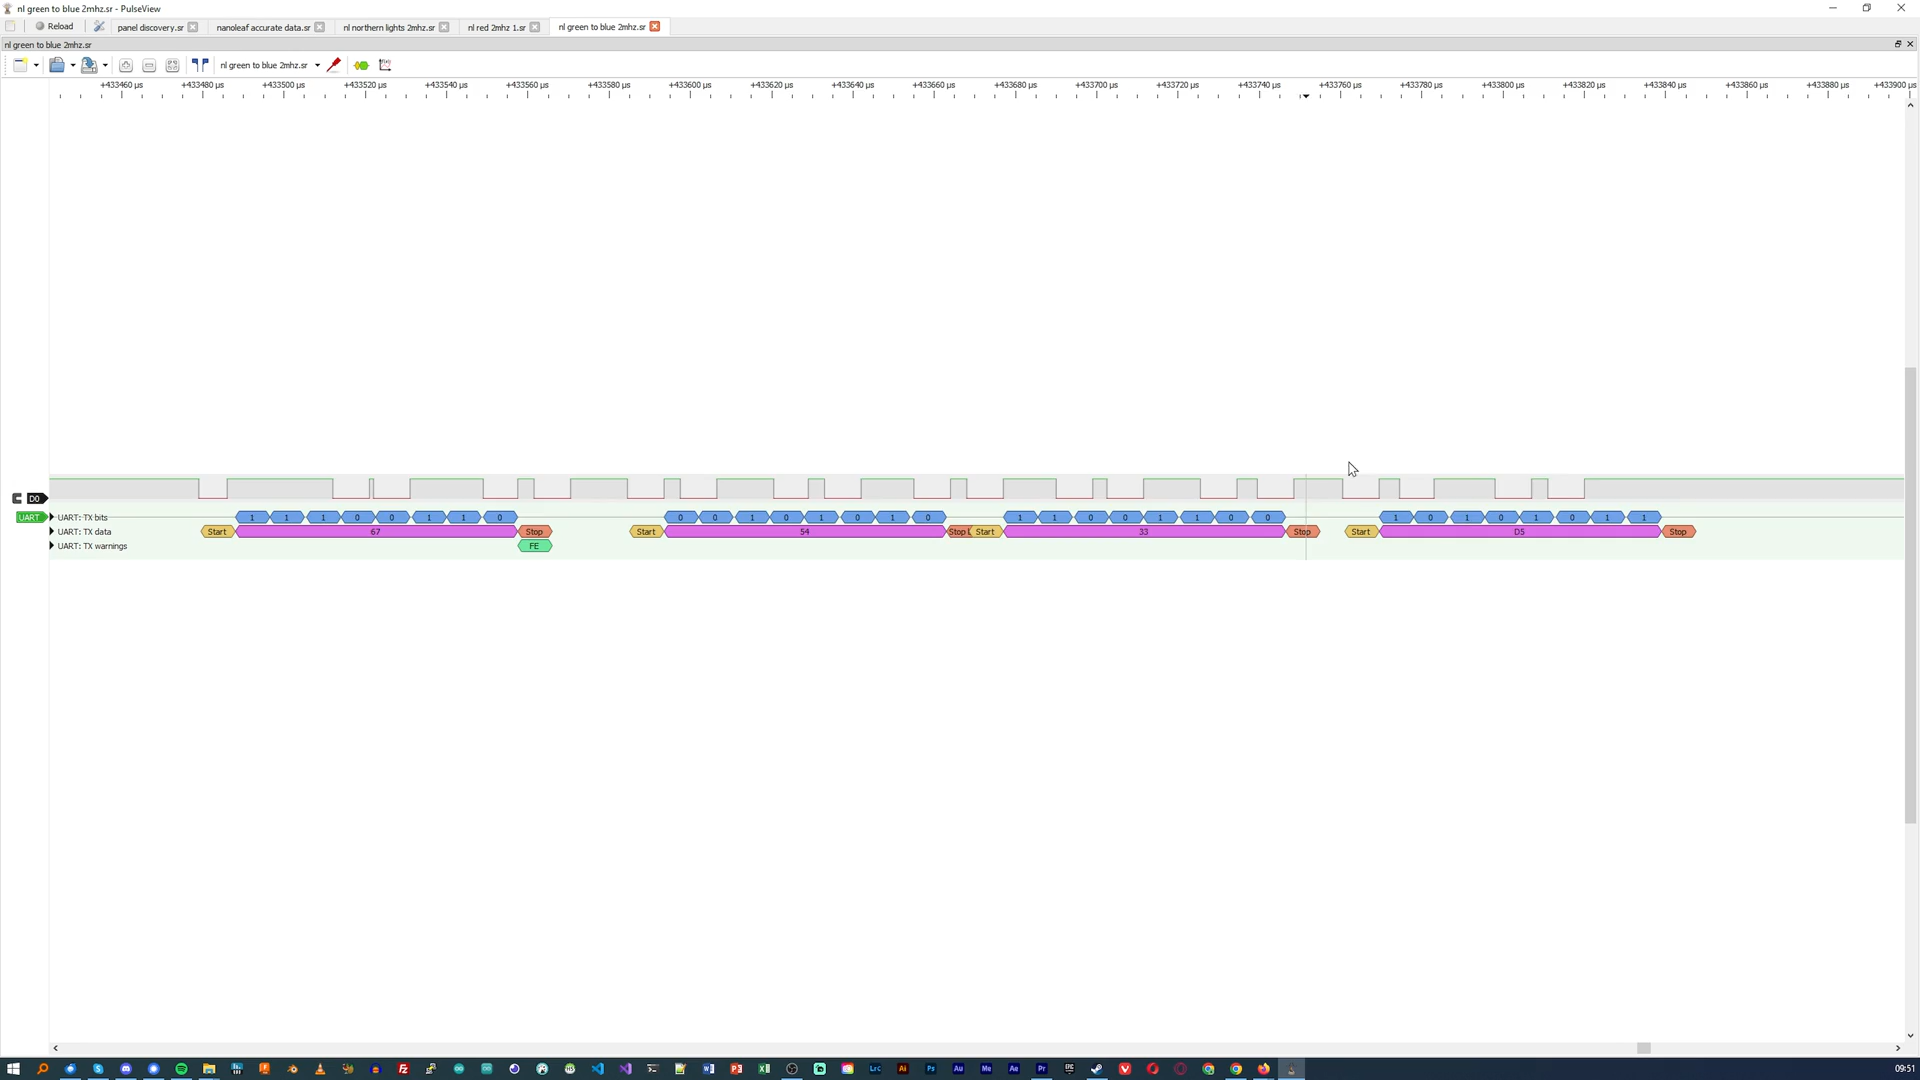 nl green to blue 2mhz.sr - PulseView
Reload panel discovery.sr nanoleaf accurate data.sr nl northern lights 2mhz.sr nl red 2mhz 1.sr nl green to blue 2mhz.sr
nl green to blue 2mhz.sr
nl green to blue 2mhz.sr
+433460 µs +433480 µs +433500 µs +433520 µs +433540 µs +433560 µs +433580 µs +433600 µs +433620 µs +433640 µs +433660 µs +433680 µs +433700 µs +433720 µs +433740 µs +433760 µs +433780 µs +433800 µs +433820 µs +433840 µs +433860 µs +433880 µs +433900 µs
D0
UART UART: TX bits 1 1 1 0 0 1 1 0 0 0 1 0 1 0 1 0 1 1 0 0 1 1 0 0 1 0 1 0 1 0 1 1
UART: TX data Start 67 Stop Start 54 Stop Start 33 Stop Start D5 Stop
UART: TX warnings FE
09:51